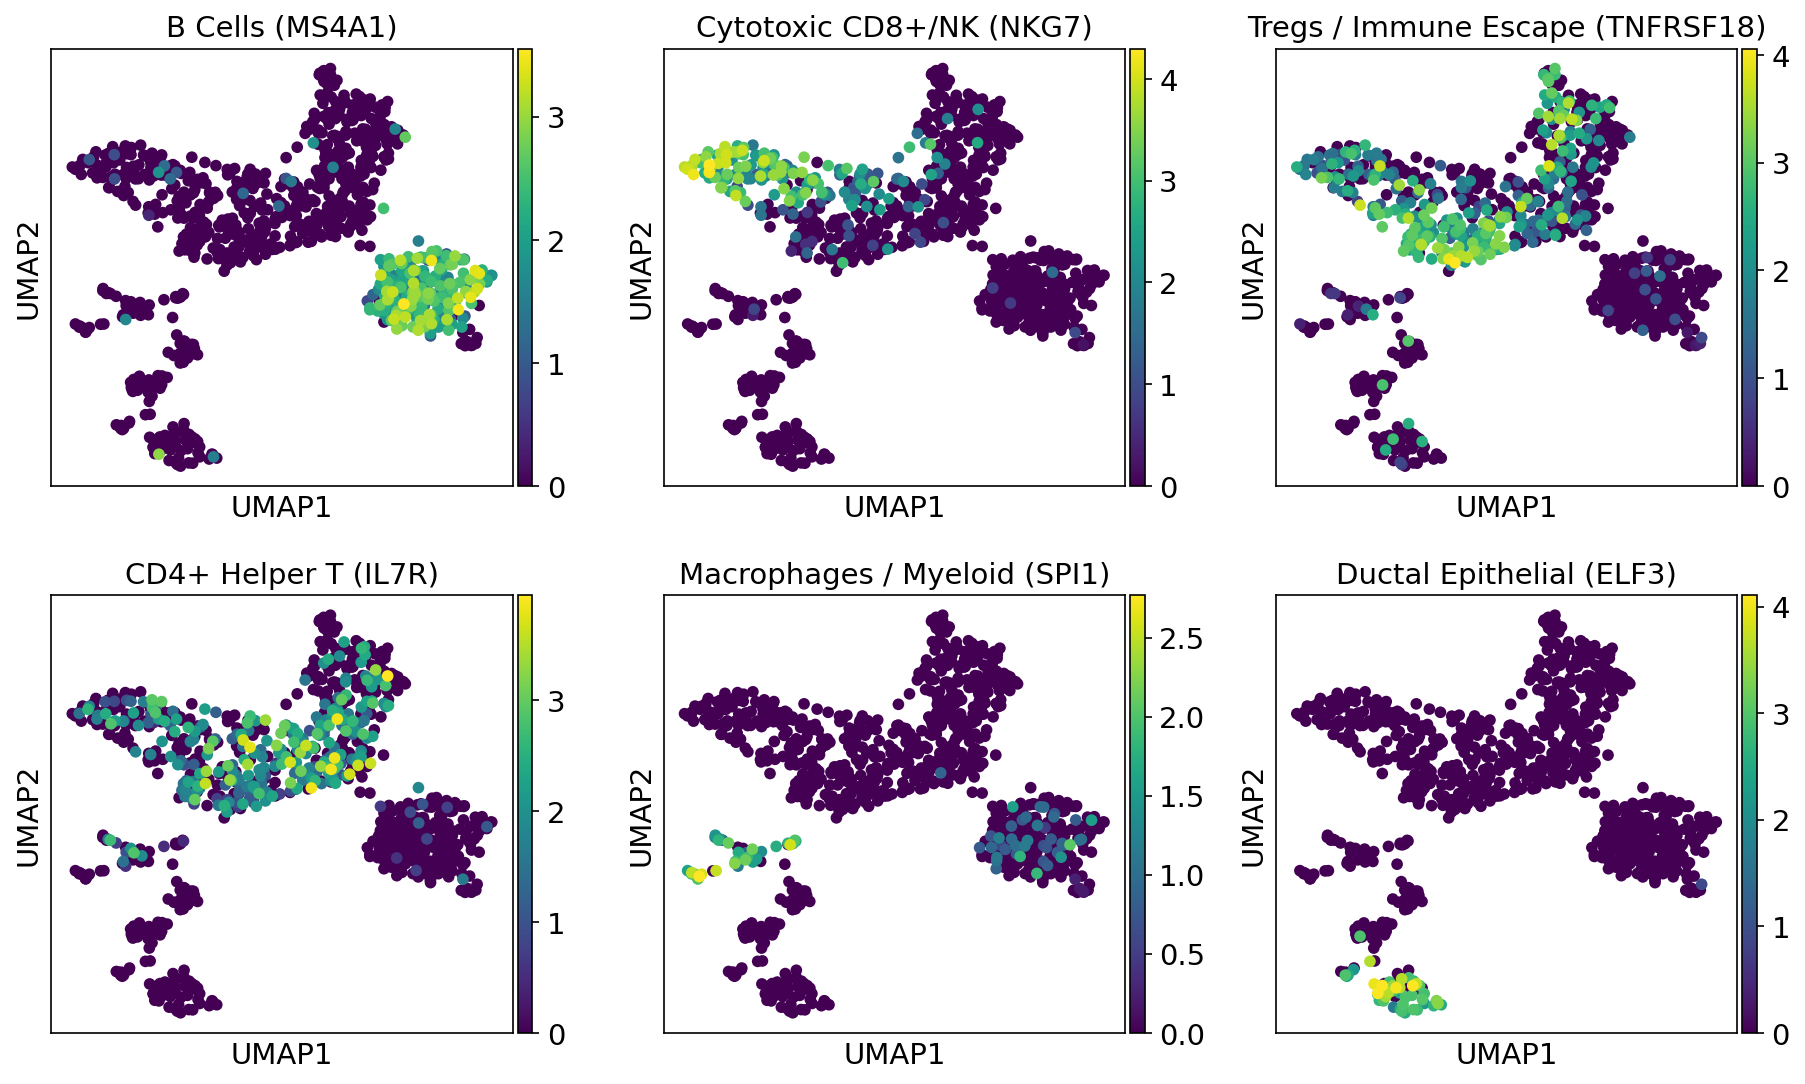 B Cells (MS4A1)
Cytotoxic CD8+/NK (NKG7)
Tregs / Immune Escape (TNFRSF18)
UMAP2
3
2
1
0
UMAP1
UMAP2
4
3
2
1
0
UMAP1
UMAP2
4
3
2
1
0
UMAP1
CD4+ Helper T (IL7R)
Macrophages / Myeloid (SPI1)
Ductal Epithelial (ELF3)
UMAP2
3
2
1
0
UMAP1
UMAP2
2.5
2.0
1.5
1.0
0.5
0.0
UMAP1
UMAP2
4
3
2
1
0
UMAP1